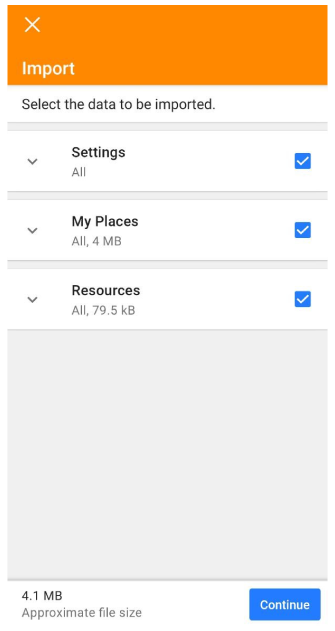 Import
Select the data to be imported.
Settings
All
My Places
All, 4 MB
Resources
All, 79.5 kB
4.1 MB
Approximate file size
Continue